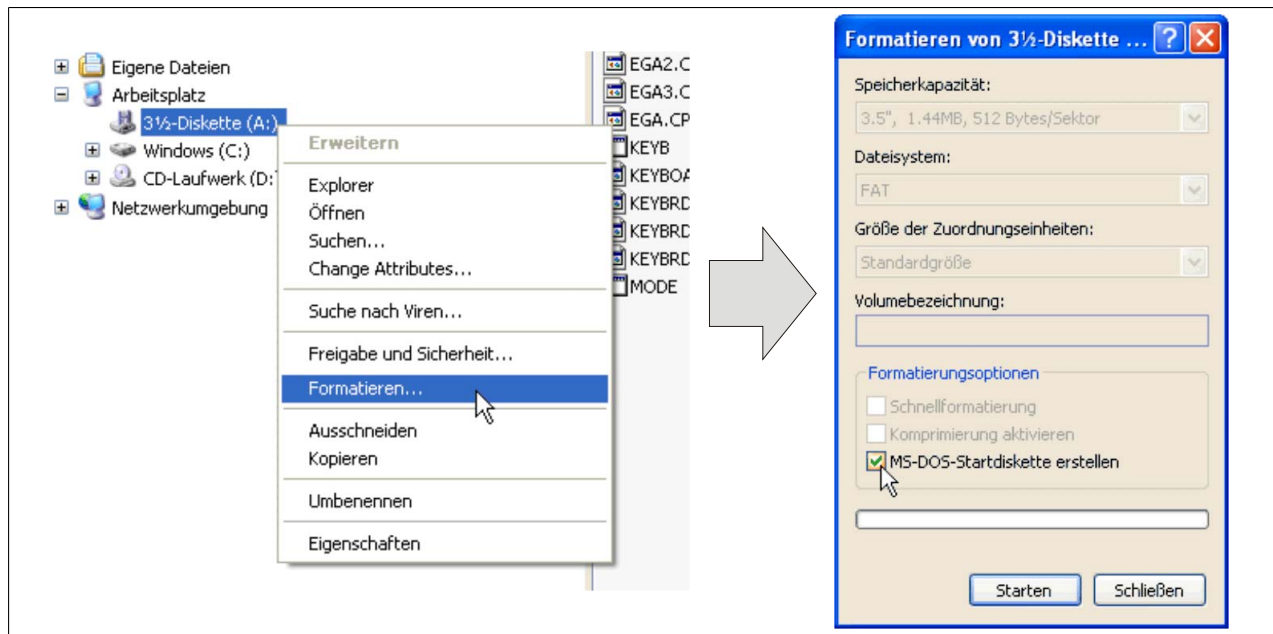 Eigene Dateien
Arbeitsplatz
3½-Diskette (A:)
Windows (C:)
CD-Laufwerk (D:
Netzwerkumgebung
Erweitern
Explorer
Öffnen
Suchen...
Change Attributes...
Suche nach Viren...
Freigabe und Sicherheit...
Formatieren...
Ausschneiden
Kopieren
Umbenennen
Eigenschaften
EGA2.C
EGA3.C
EGA.CP
KEYB
KEYBOA
KEYBRD
KEYBRD
KEYBRD
MODE
Formatieren von 3½-Diskette ...
Speicherkapazität:
3.5", 1.44MB, 512 Bytes/Sektor
Dateisystem:
FAT
Größe der Zuordnungseinheiten:
Standardgröße
Volumebezeichnung:
Formatierungsoptionen
Schnellformatierung
Komprimierung aktivieren
MS-DOS-Startdiskette erstellen
Starten
Schließen